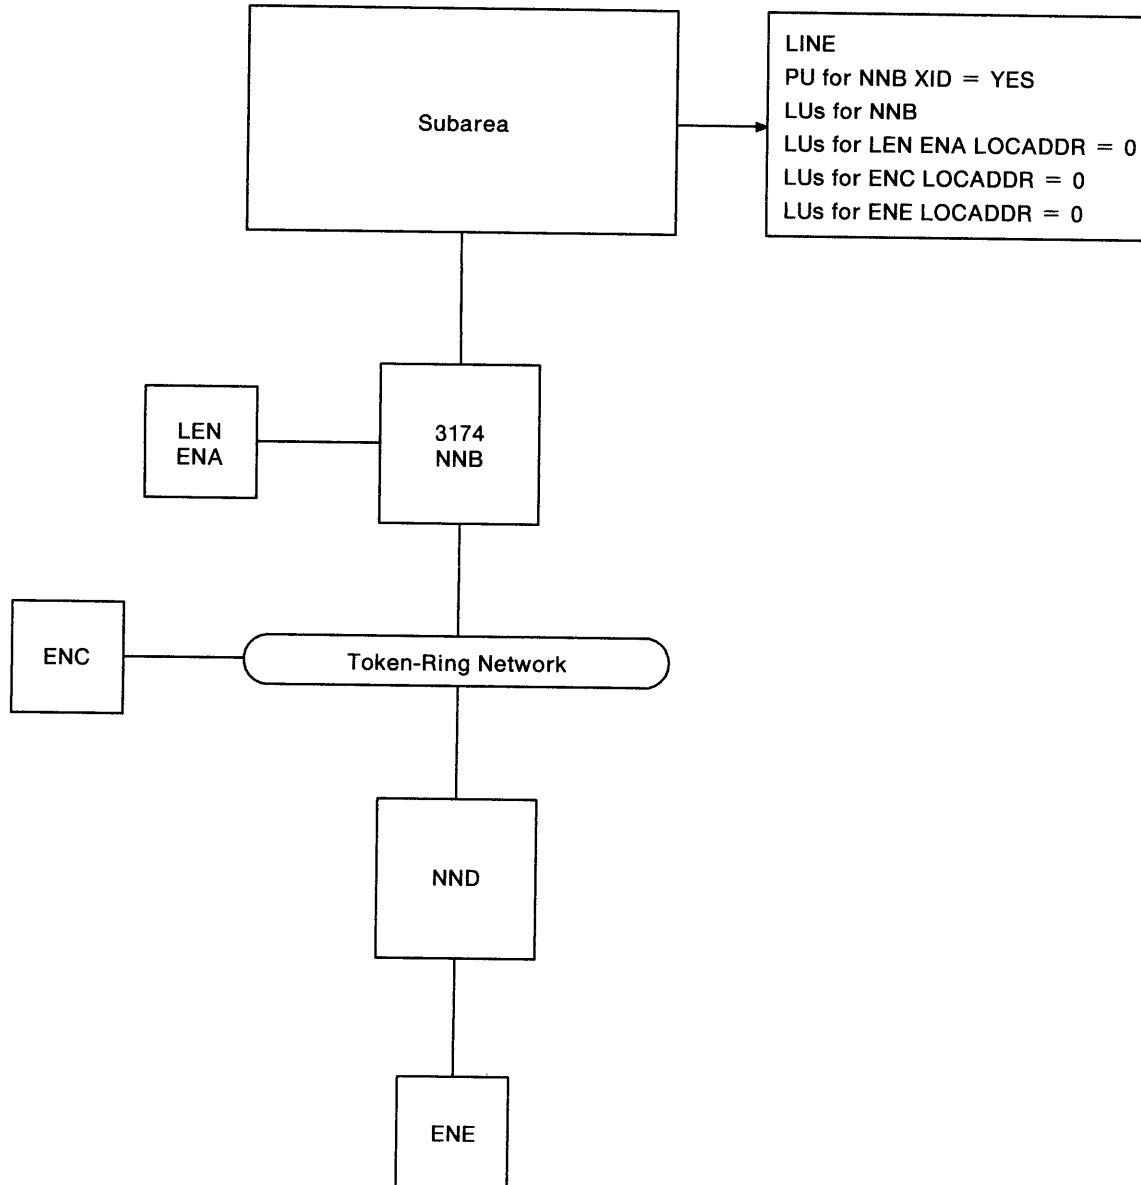 Subarea
LINE
PU for NNB XID = YES
LUs for NNB
LUs for LEN ENA LOCADDR = 0
LUs for ENC LOCADDR = 0
LUs for ENE LOCADDR = 0
LEN
ENA
3174
NNB
ENC
Token-Ring Network
NND
ENE